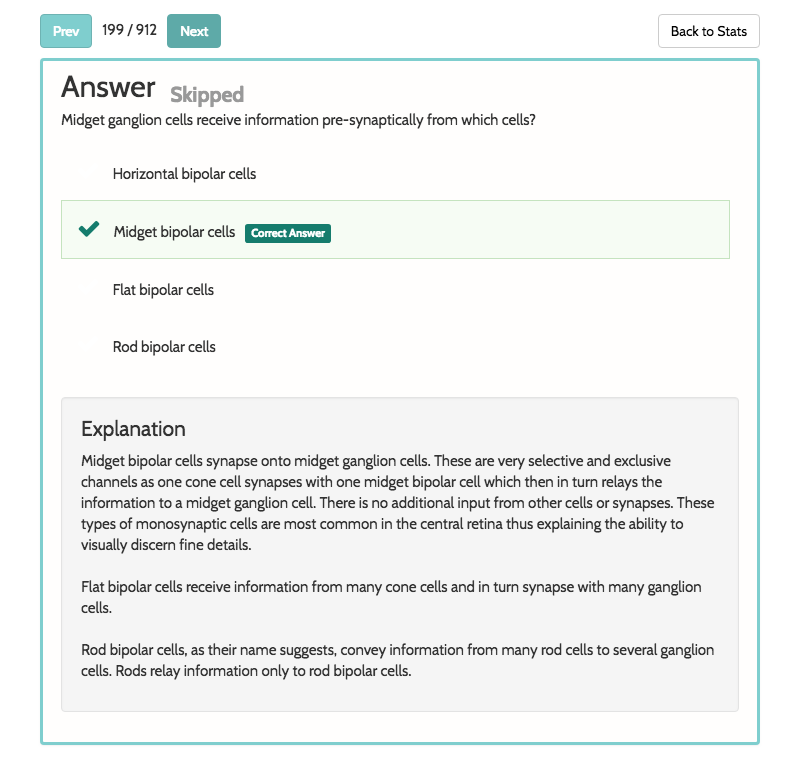 Prev 199 / 912 Next Back to Stats
Answer Skipped
Midget ganglion cells receive information pre-synaptically from which cells?
Horizontal bipolar cells
Midget bipolar cells Correct Answer
Flat bipolar cells
Rod bipolar cells
Explanation
Midget bipolar cells synapse onto midget ganglion cells. These are very selective and exclusive
channels as one cone cell synapses with one midget bipolar cell which then in turn relays the
information to a midget ganglion cell. There is no additional input from other cells or synapses. These
types of monosynaptic cells are most common in the central retina thus explaining the ability to
visually discern fine details.
Flat bipolar cells receive information from many cone cells and in turn synapse with many ganglion
cells.
Rod bipolar cells, as their name suggests, convey information from many rod cells to several ganglion
cells. Rods relay information only to rod bipolar cells.